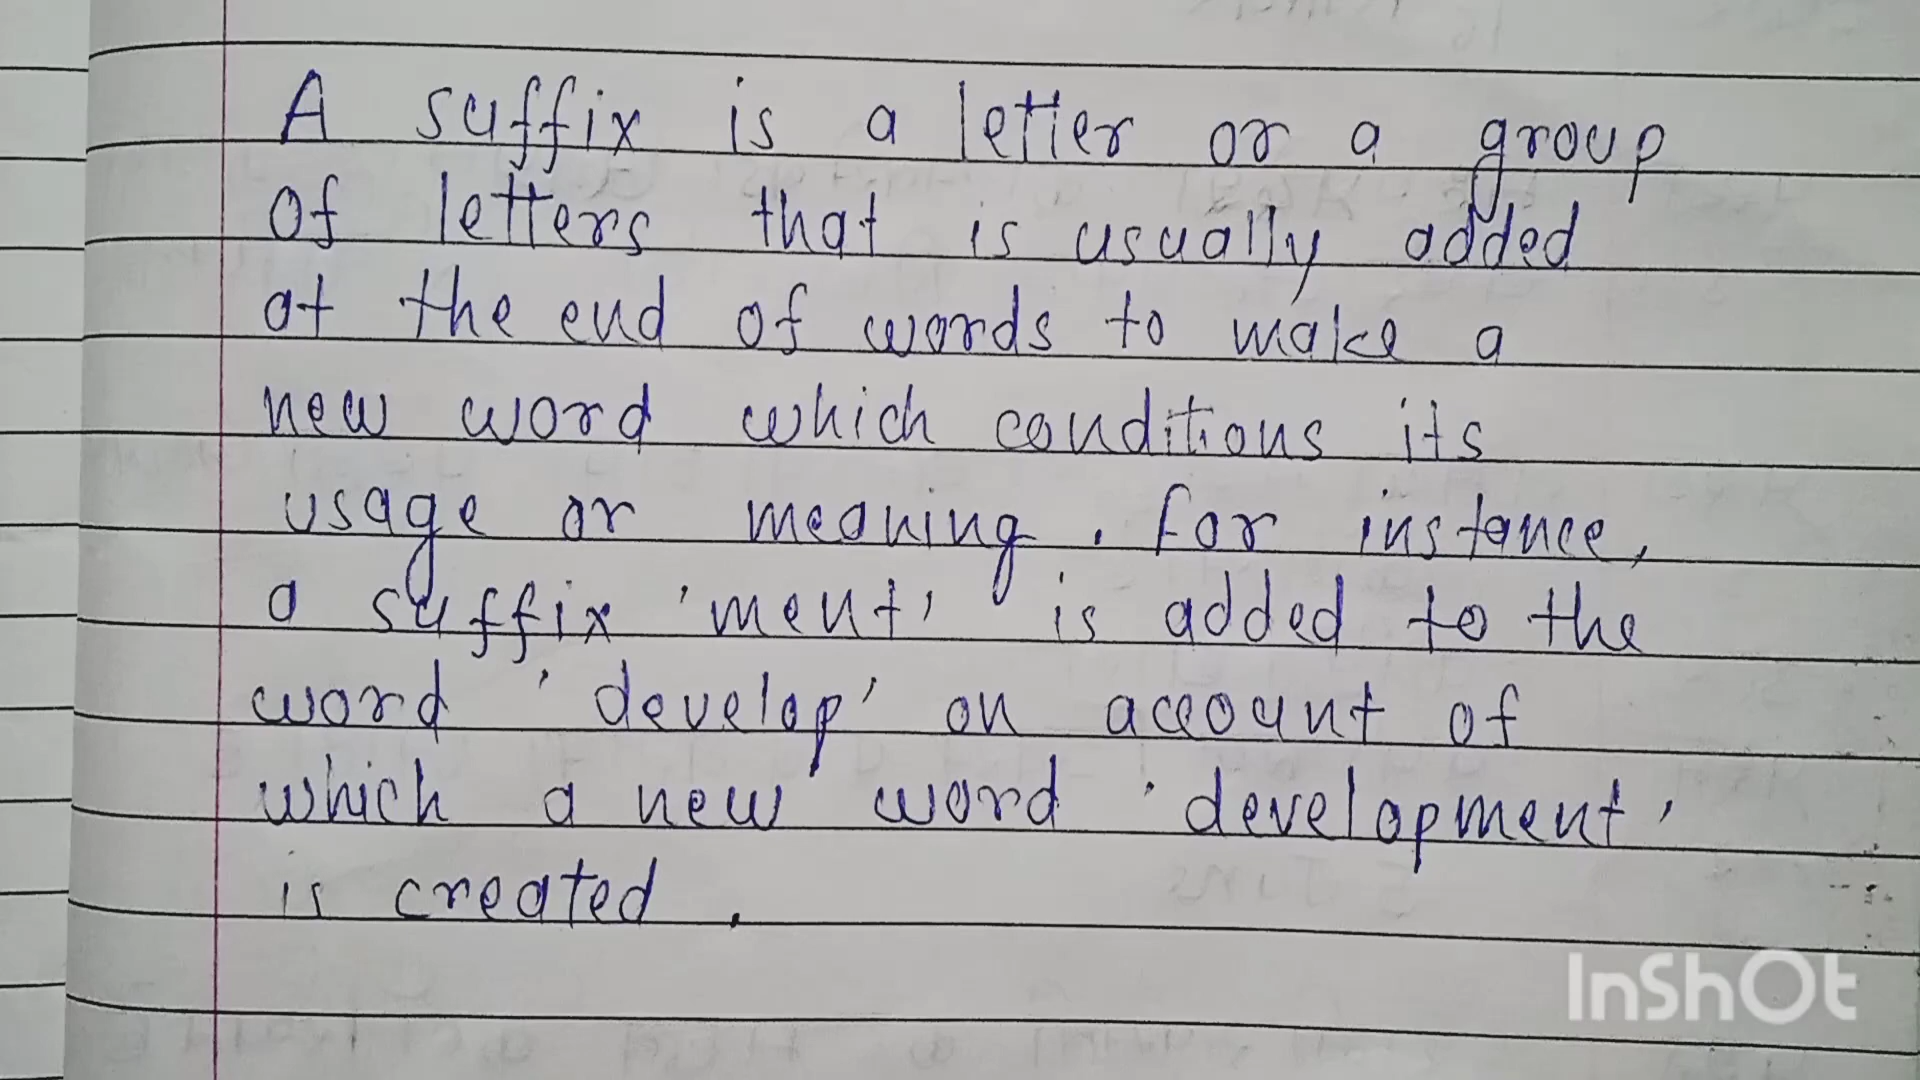 A suffix is a letter or a group
of letters that is usually added
at the end of words to make a
new word which conditions its
usage or meaning. for instance,
a suffix 'ment' is added to the
word 'develop' on account of
which a new word 'development'
is created.
InShOt